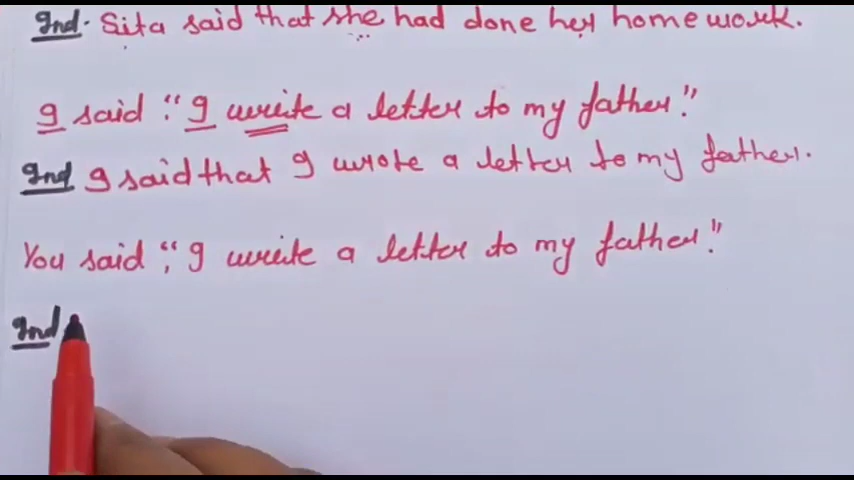 Ind. Sita said that she had done her homework.
I said "I write a letter to my father."
Ind I said that I wrote a letter to my father.
You said, "I write a letter to my father."
Ind